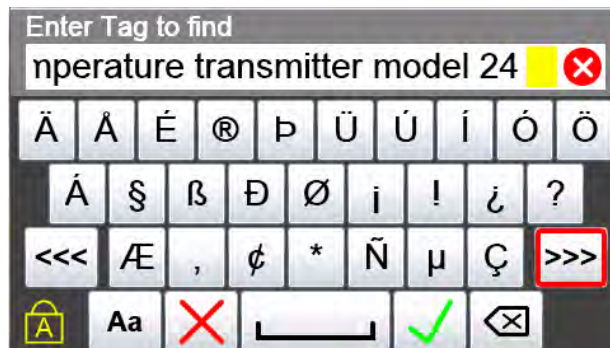 Enter Tag to find
nperature transmitter model 24
Ä Å É ® Þ Ü Ú Í Ó Ö
Á § ß Ð Ø ¡ ! ¿ ?
<<< Æ , ¢ * Ñ µ Ç >>>
A Aa